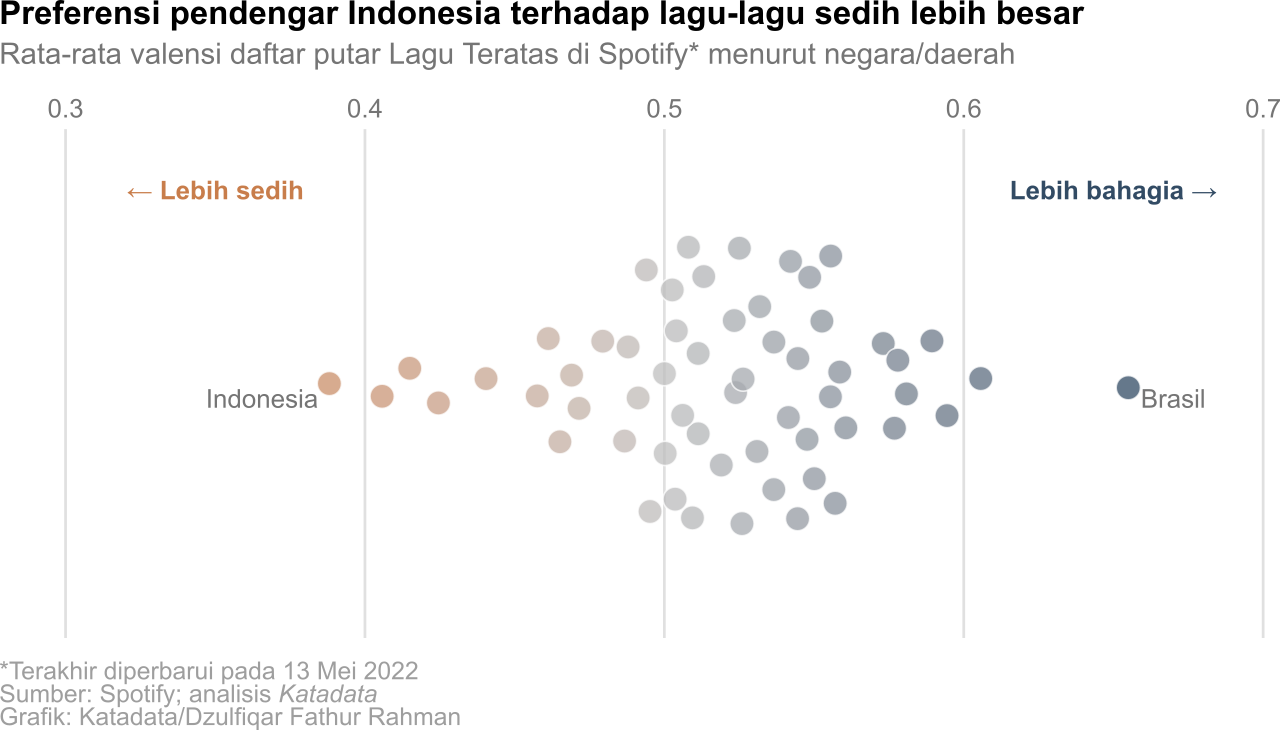 Preferensi pendengar Indonesia terhadap lagu-lagu sedih lebih besar
Rata-rata valensi daftar putar Lagu Teratas di Spotify* menurut negara/daerah
0.3 0.4 0.5 0.6 0.7
← Lebih sedih Lebih bahagia →
Indonesia Brasil
*Terakhir diperbarui pada 13 Mei 2022
Sumber: Spotify; analisis Katadata
Grafik: Katadata/Dzulfiqar Fathur Rahman